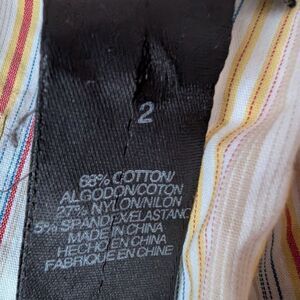 2
68% COTTON/
ALGODON/COTON
27% NYLON/NILÓN
5% SPANDEX/ELASTANO
MADE IN CHINA
HECHO EN CHINA
FABRIQUE EN CHINE